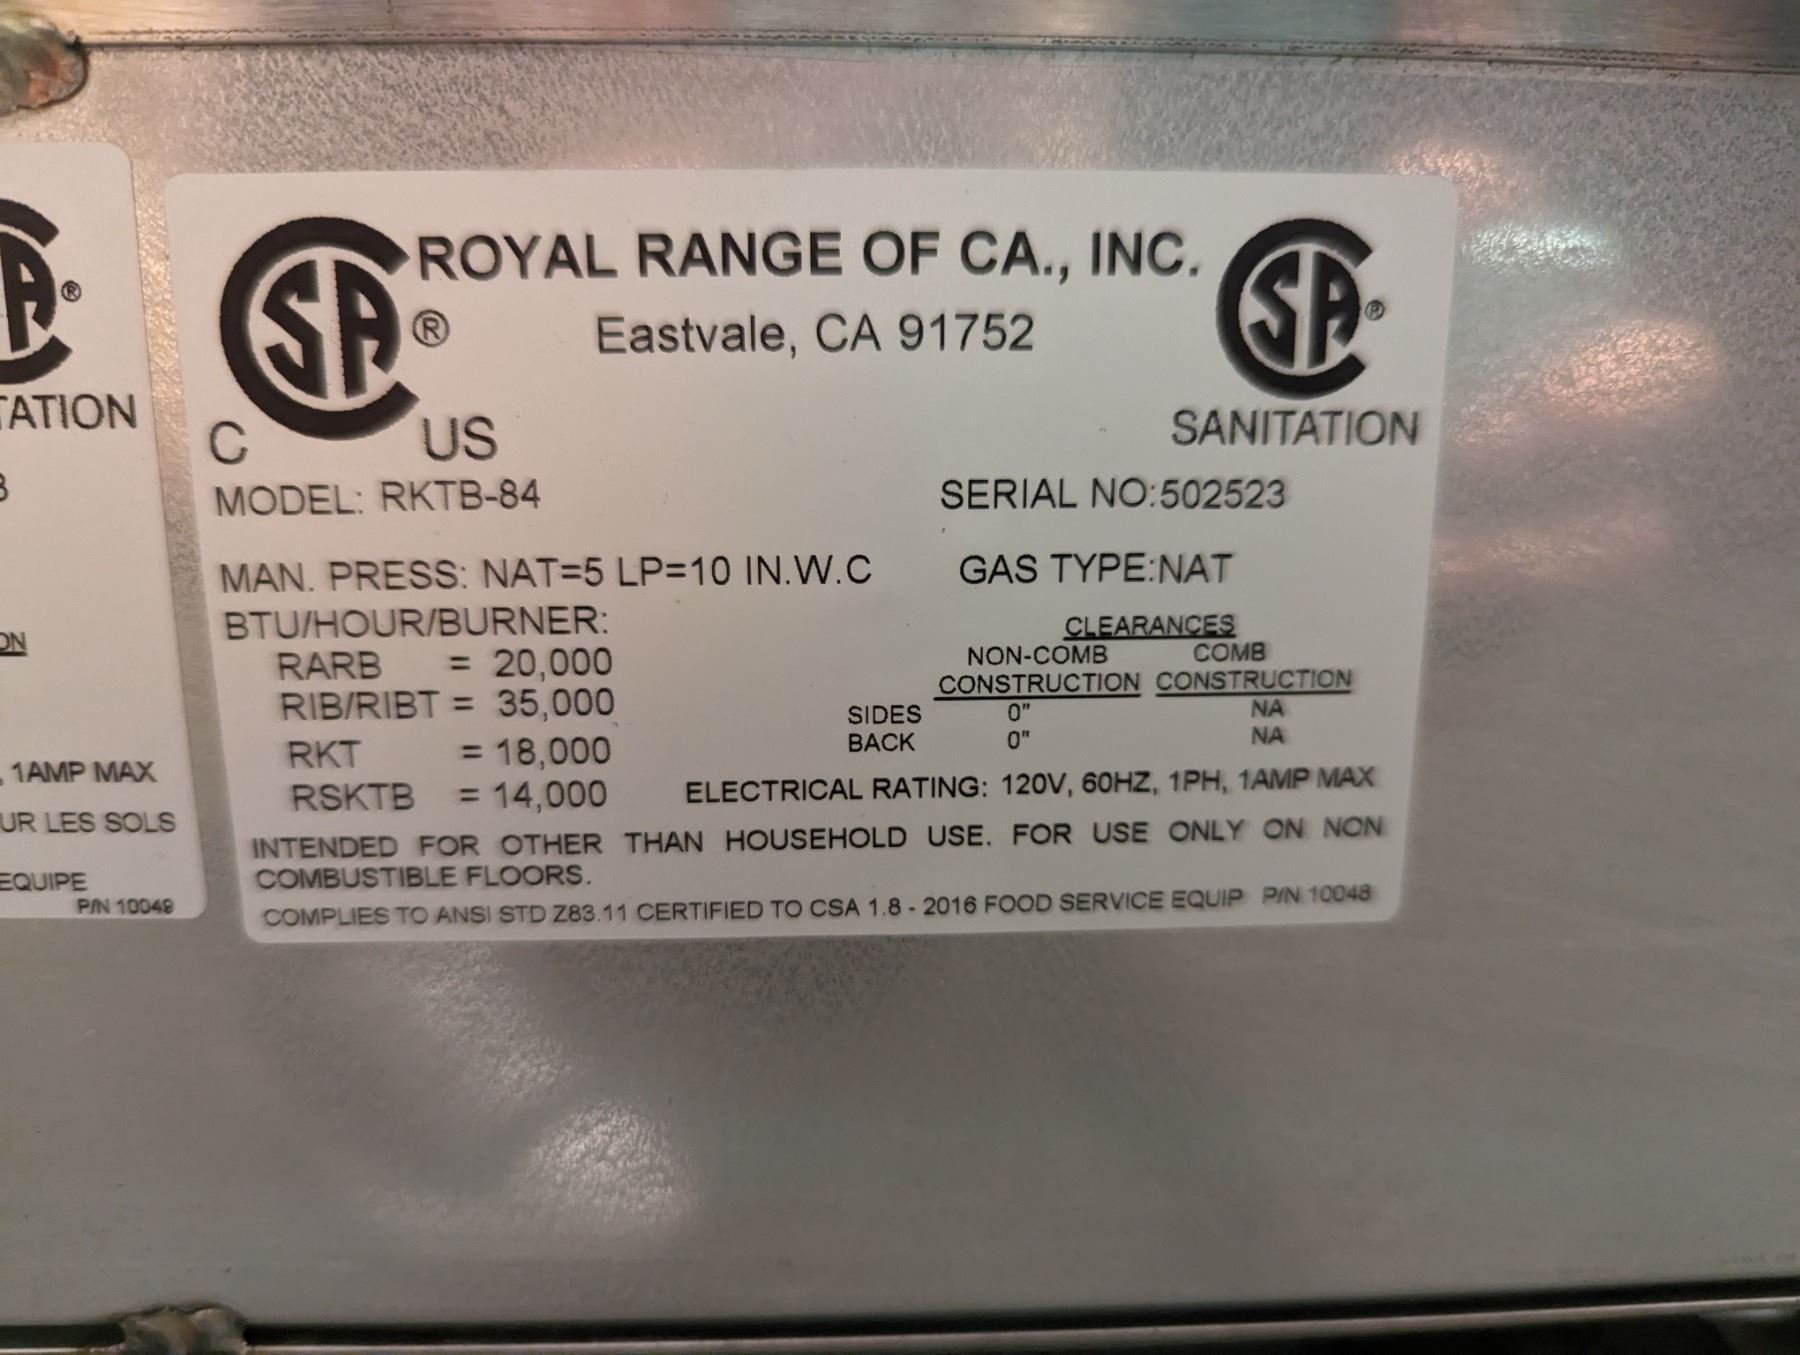 CSA ® ROYAL RANGE OF CA., INC. CSA ®
Eastvale, CA 91752
C US SANITATION
MODEL: RKTB-84 SERIAL NO:502523
MAN. PRESS: NAT=5 LP=10 IN.W.C GAS TYPE:NAT
BTU/HOUR/BURNER:
RARB = 20,000
RIB/RIBT = 35,000
RKT = 18,000
RSKTB = 14,000
CLEARANCES
NON-COMB COMB
CONSTRUCTION CONSTRUCTION
SIDES 0" NA
BACK 0" NA
ELECTRICAL RATING: 120V, 60HZ, 1PH, 1AMP MAX
INTENDED FOR OTHER THAN HOUSEHOLD USE. FOR USE ONLY ON NON
COMBUSTIBLE FLOORS.
COMPLIES TO ANSI STD Z83.11 CERTIFIED TO CSA 1.8 - 2016 FOOD SERVICE EQUIP P/N 10048
®
1AMP MAX
LES SOLS
EQUIPE
P/N 10049